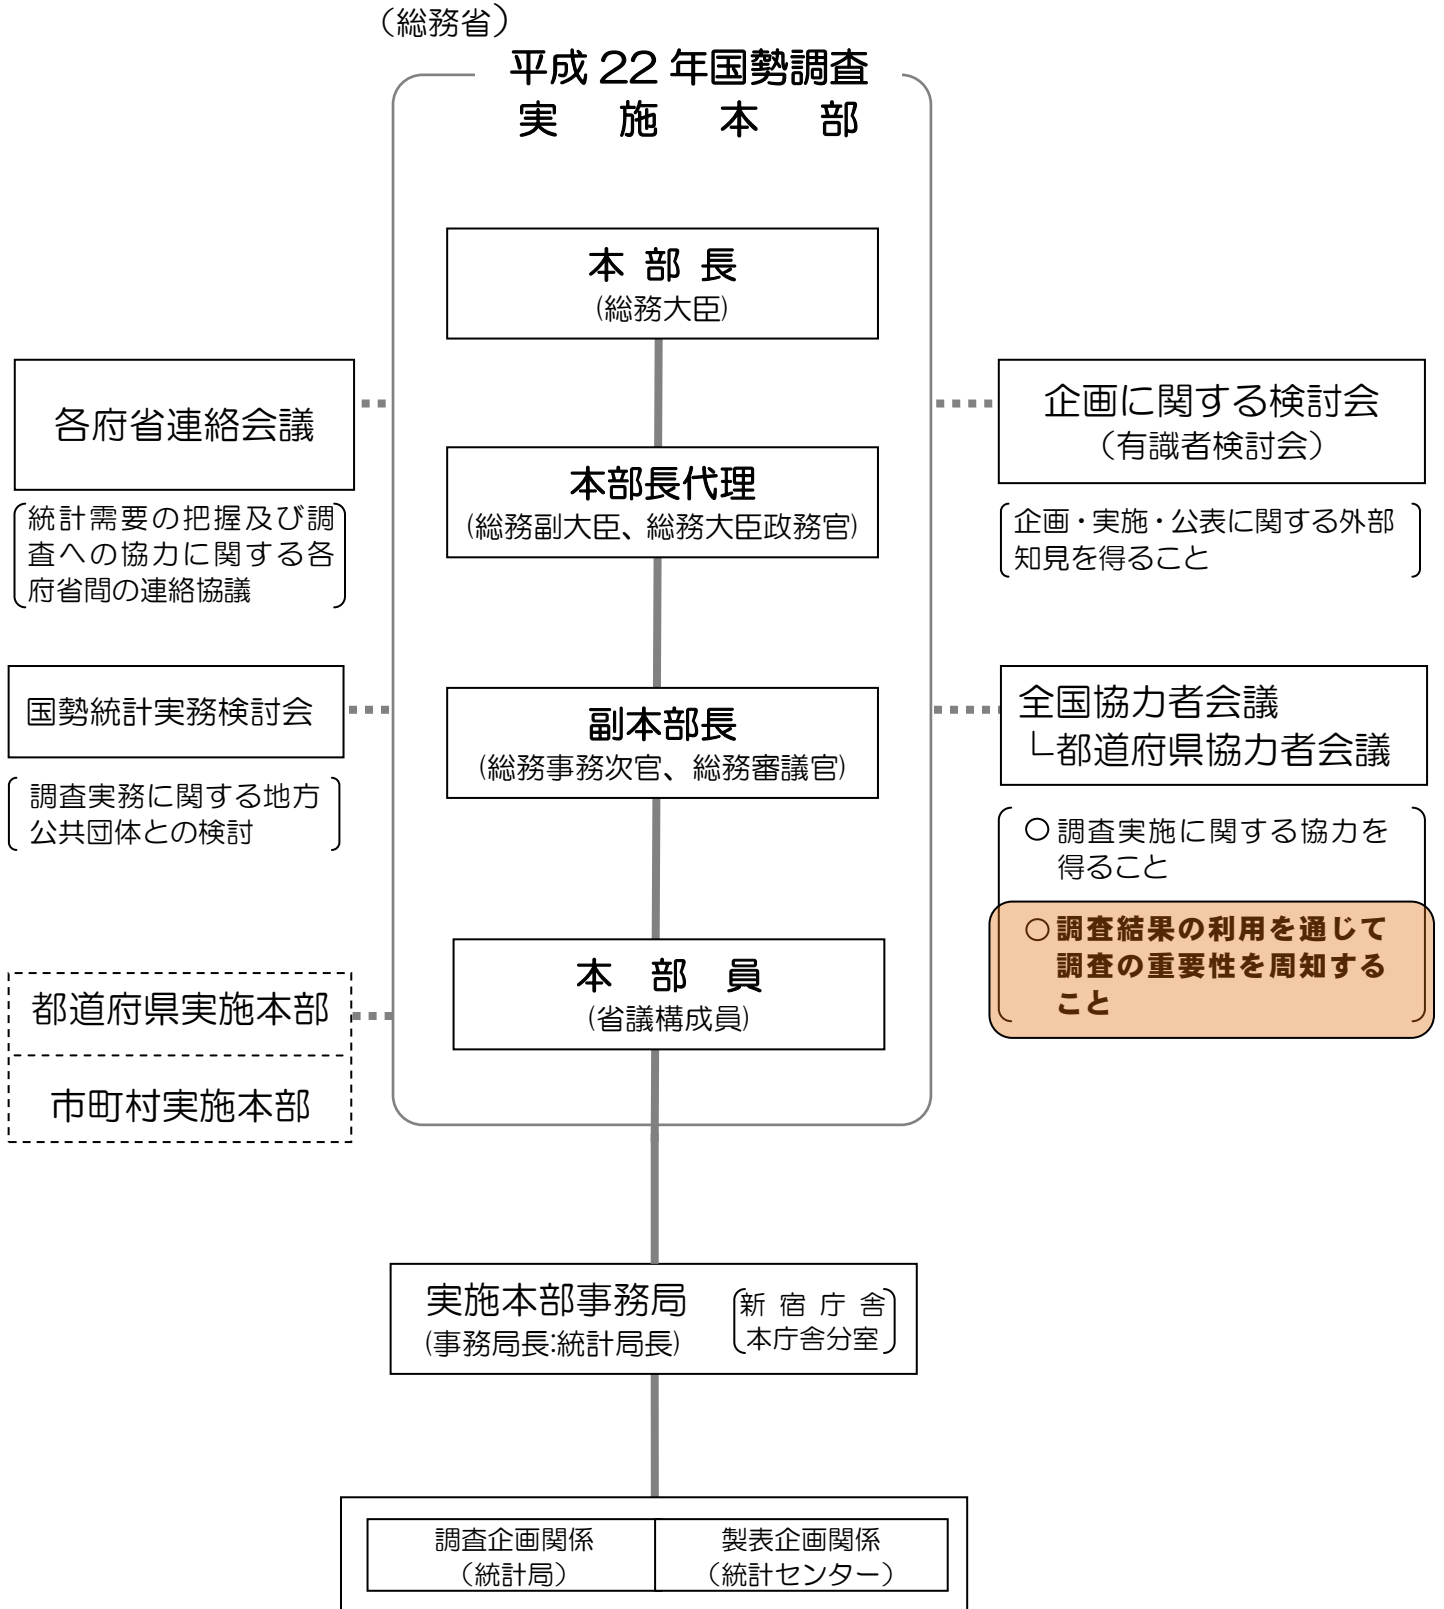 （総務省）
平成 22 年国勢調査
実　施　本　部
本 部 長
(総務大臣)
各府省連絡会議
統計需要の把握及び調
査への協力に関する各
府省間の連絡協議
企画に関する検討会
（有識者検討会）
企画・実施・公表に関する外部
知見を得ること
本部長代理
(総務副大臣、総務大臣政務官)
国勢統計実務検討会
調査実務に関する地方
公共団体との検討
副本部長
(総務事務次官、総務審議官)
全国協力者会議
└都道府県協力者会議
○ 調査実施に関する協力を
得ること
○ 調査結果の利用を通じて
調査の重要性を周知する
こと
本　部　員
(省議構成員)
都道府県実施本部
市町村実施本部
実施本部事務局
(事務局長:統計局長)
新 宿 庁 舎
本庁舎分室
調査企画関係
（統計局）
製表企画関係
（統計センター）